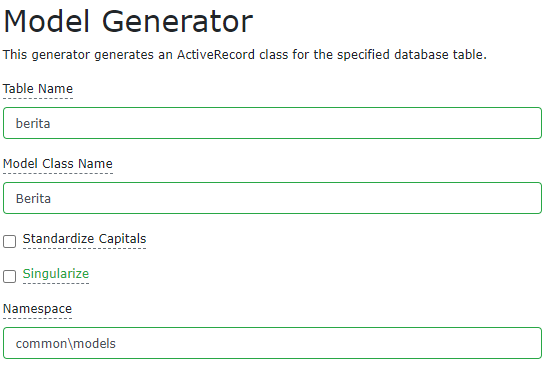 Model Generator
This generator generates an ActiveRecord class for the specified database table.
Table Name
berita
Model Class Name
Berita
Standardize Capitals
Singularize
Namespace
common\models